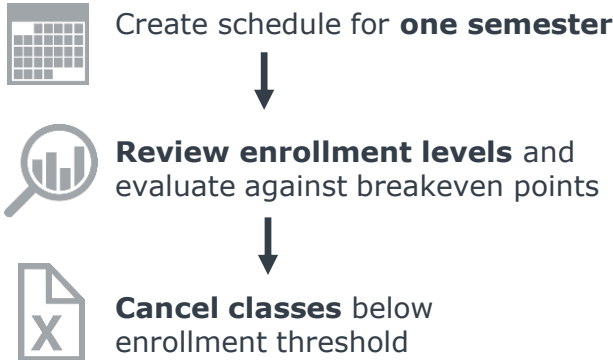 Create schedule for one semester
Review enrollment levels and
evaluate against breakeven points
X
Cancel classes below
enrollment threshold